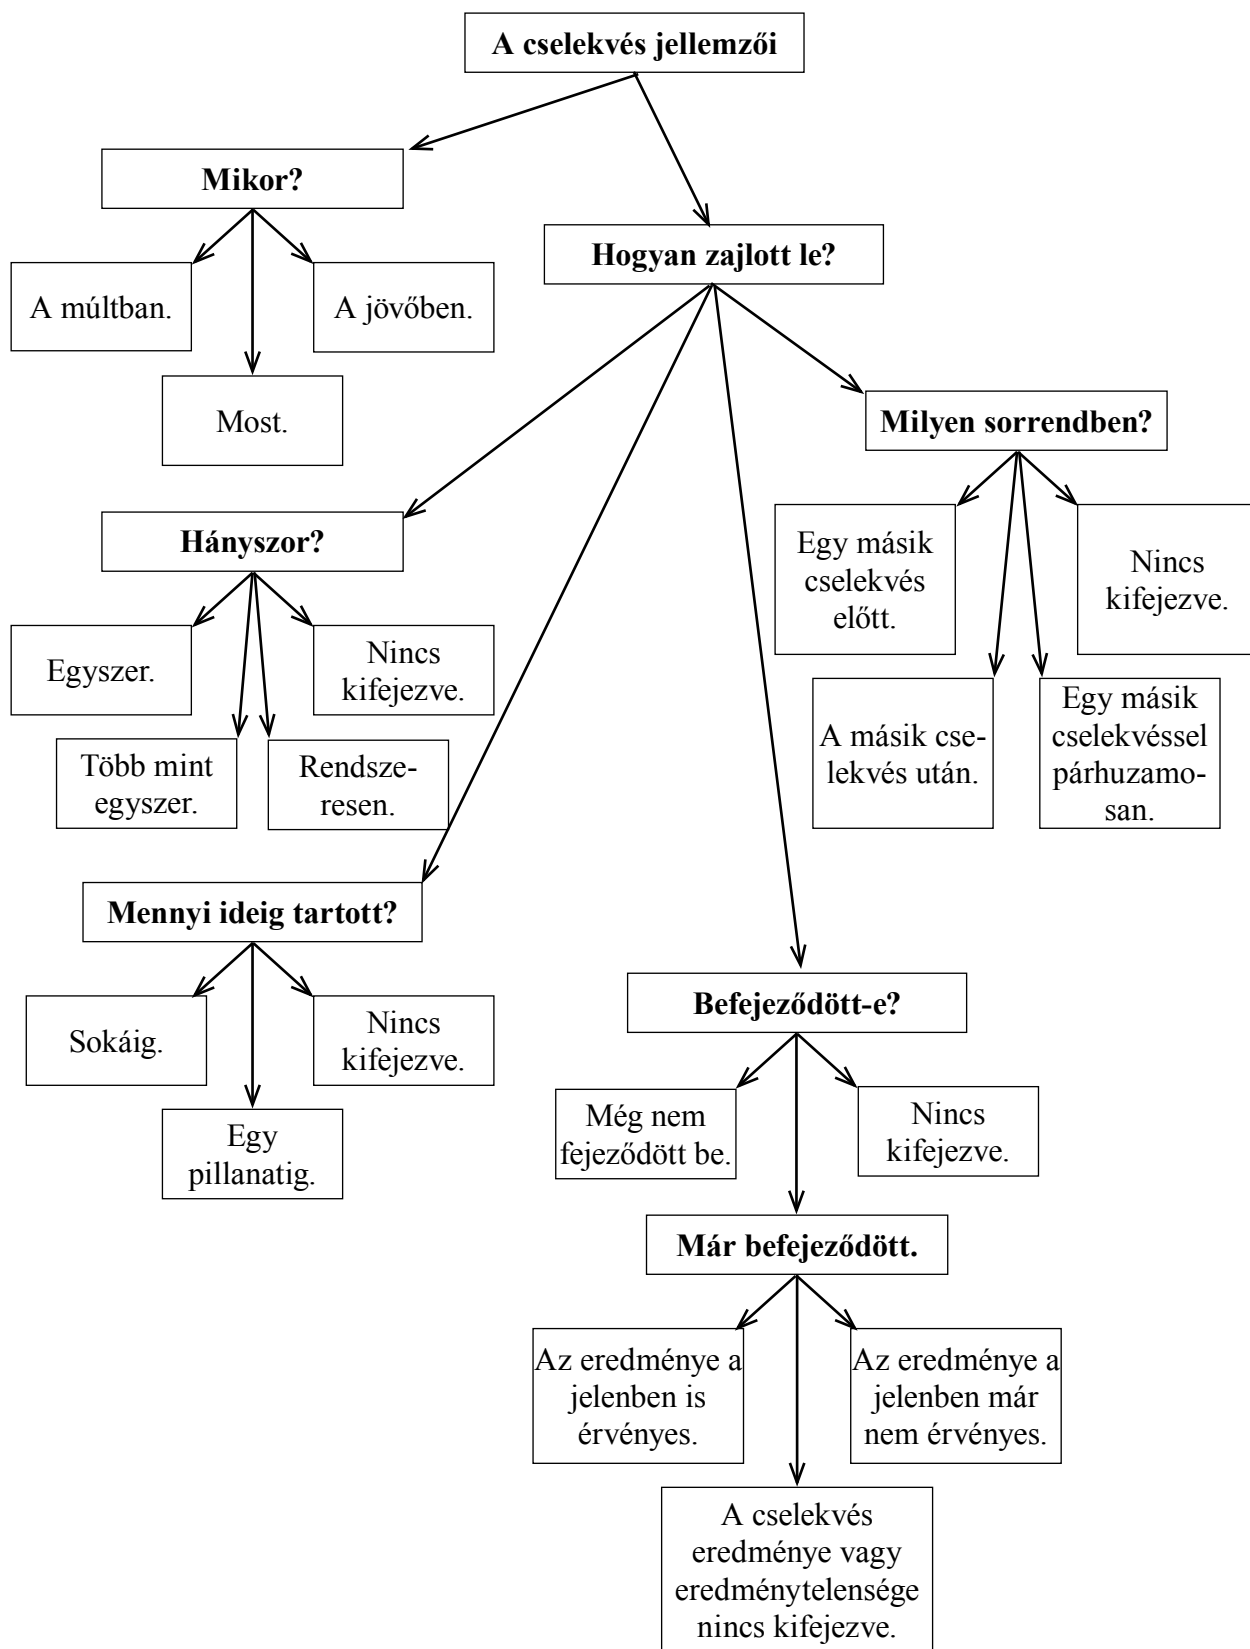 A cselekvés jellemzői
Mikor?
A múltban.
A jövőben.
Most.
Hogyan zajlott le?
Milyen sorrendben?
Egy másik
cselekvés
előtt.
Nincs
kifejezve.
A másik cse-
lekvés után.
Egy másik
cselekvéssel
párhuzamo-
san.
Hányszor?
Egyszer.
Nincs
kifejezve.
Több mint
egyszer.
Rendsze-
resen.
Mennyi ideig tartott?
Sokáig.
Nincs
kifejezve.
Egy
pillanatig.
Befejeződött-e?
Még nem
fejeződött be.
Nincs
kifejezve.
Már befejeződött.
Az eredménye a
jelenben is
érvényes.
Az eredménye a
jelenben már
nem érvényes.
A cselekvés
eredménye vagy
eredménytelensége
nincs kifejezve.